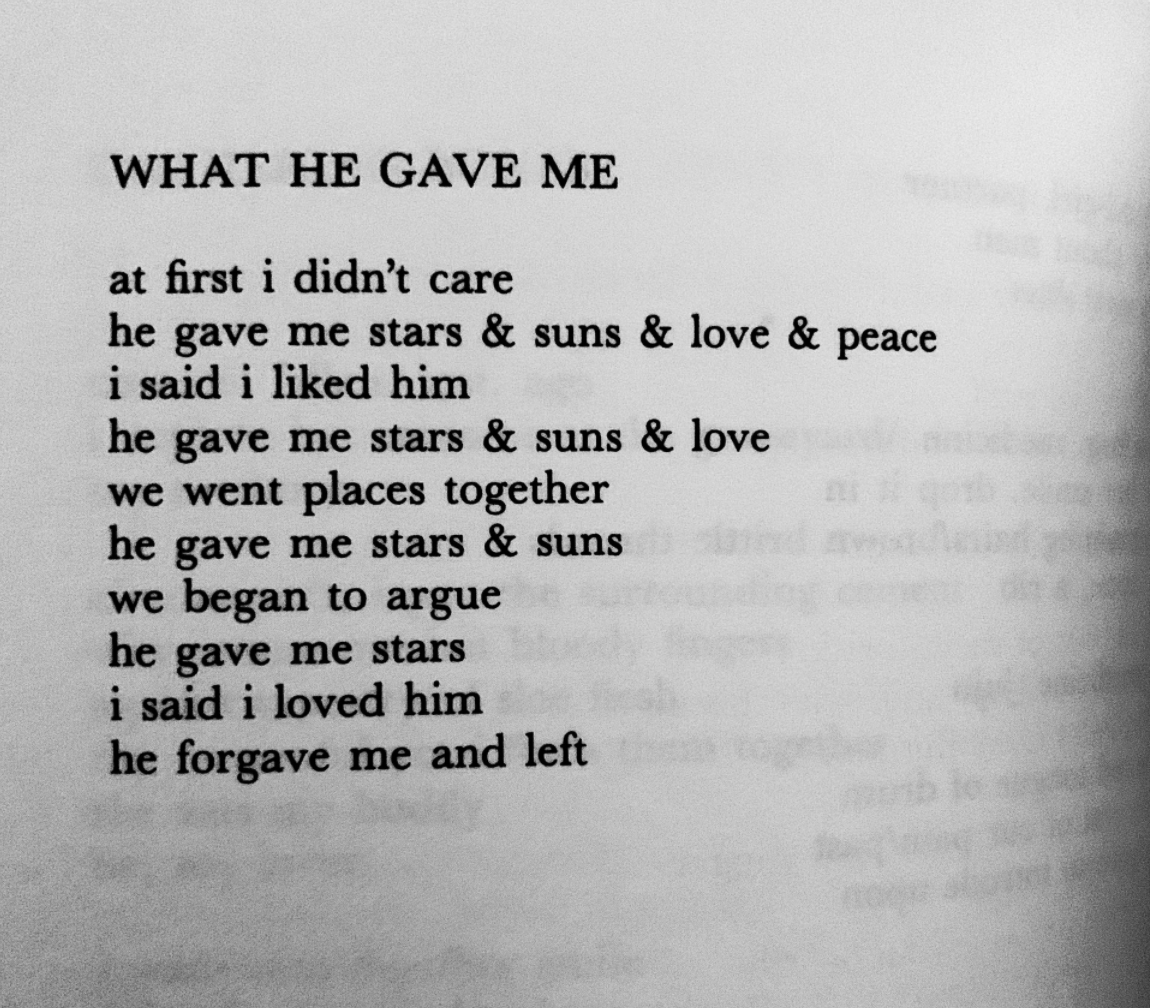 WHAT HE GAVE ME
at first i didn't care
he gave me stars & suns & love & peace
i said i liked him
he gave me stars & suns & love
we went places together
he gave me stars & suns
we began to argue
he gave me stars
i said i loved him
he forgave me and left